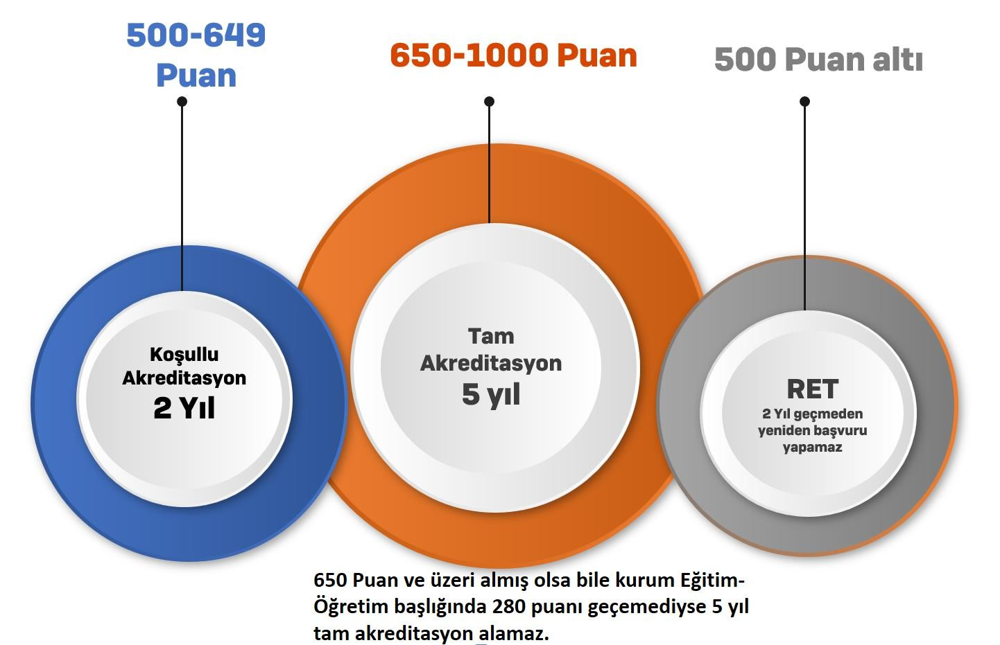 500-649
Puan
650-1000 Puan
500 Puan altı
Koşullu
Akreditasyon
2 Yıl
Tam
Akreditasyon
5 yıl
RET
2 Yıl geçmeden
yeniden başvuru
yapamaz
650 Puan ve üzeri almış olsa bile kurum Eğitim-
Öğretim başlığında 280 puanı geçemediyse 5 yıl
tam akreditasyon alamaz.